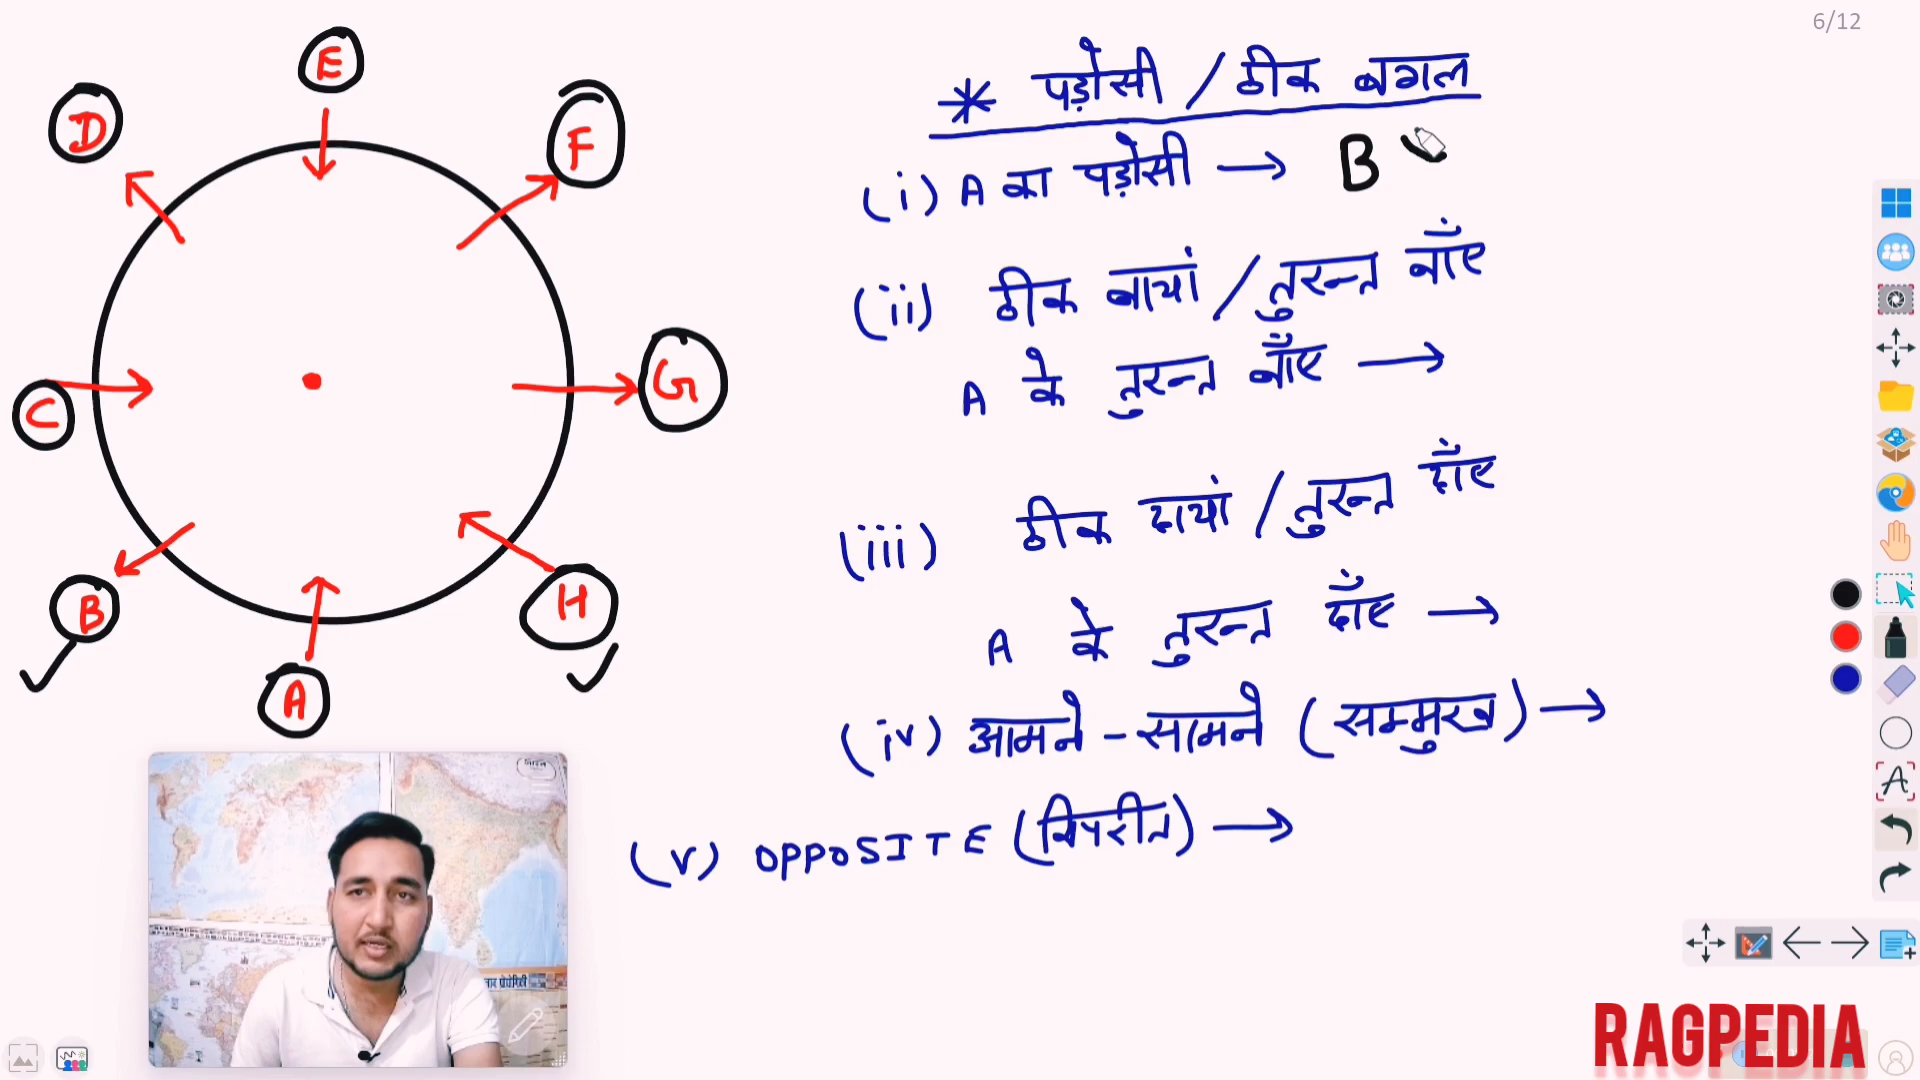 6/12
E
D
F
C
G
B
H
A
* पड़ोसी / ठीक बगल
(i) A का पड़ोसी → B
(ii) ठीक बायां / तुरन्त बाँए
A के तुरन्त बाँए →
(iii) ठीक दायां / तुरन्त दाँए
A के तुरन्त दाँए →
(iv) आमने - सामने (सम्मुख) →
(v) OPPOSITE (विपरीत) →
RAGPEDIA